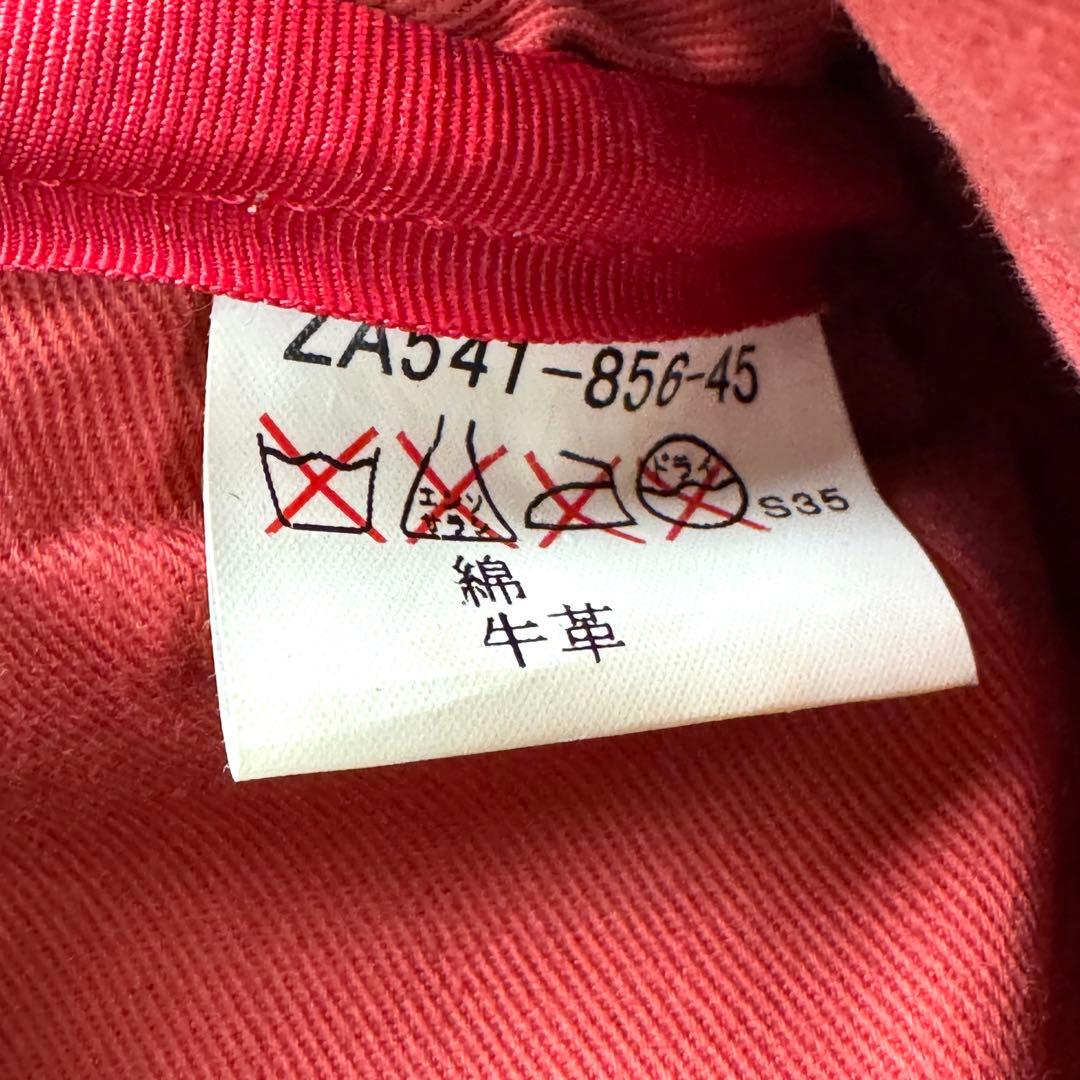 ZA541-856-45
エンソ
サラシ
ドライ
S35
綿
牛革